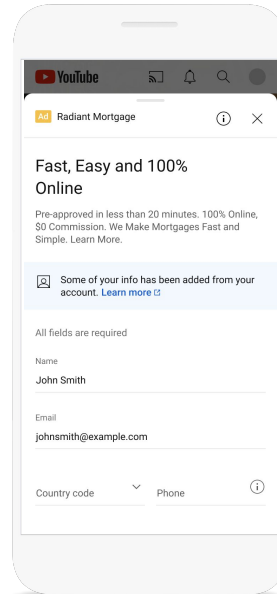 YouTube
Ad Radiant Mortgage
Fast, Easy and 100%
Online
Pre-approved in less than 20 minutes. 100% Online,
$0 Commission. We Make Mortgages Fast and
Simple. Learn More.
Some of your info has been added from your
account. Learn more
All fields are required
Name
John Smith
Email
johnsmith@example.com
Country code Phone